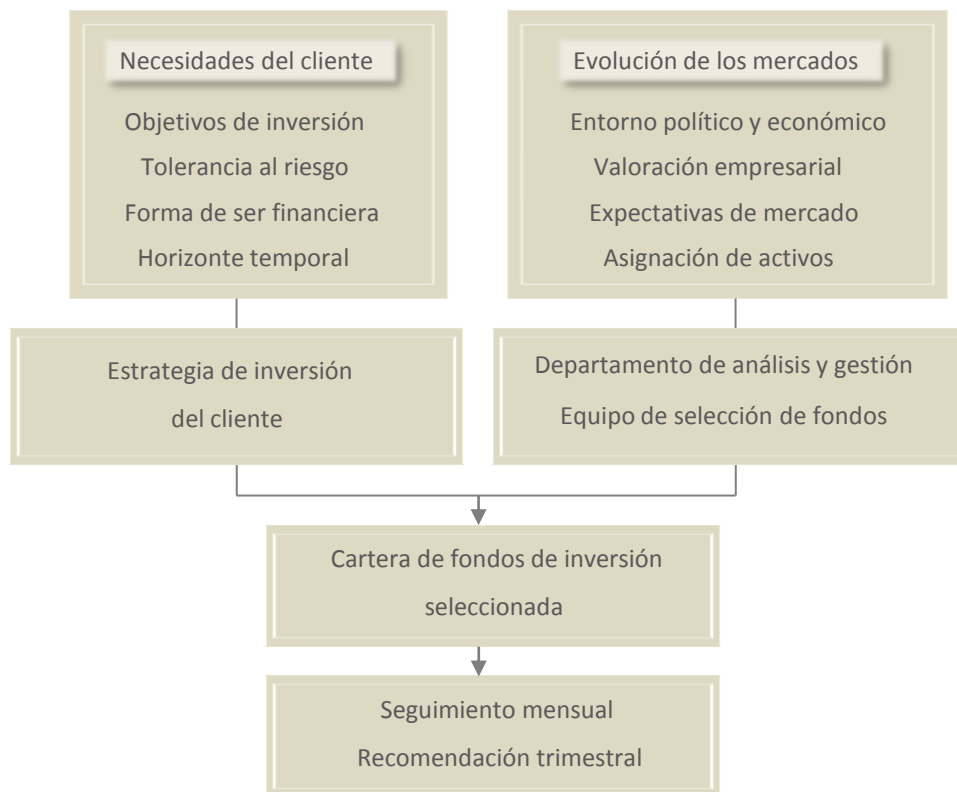 Necesidades del cliente
Objetivos de inversión
Tolerancia al riesgo
Forma de ser financiera
Horizonte temporal
Evolución de los mercados
Entorno político y económico
Valoración empresarial
Expectativas de mercado
Asignación de activos
Estrategia de inversión
del cliente
Departamento de análisis y gestión
Equipo de selección de fondos
Cartera de fondos de inversión
seleccionada
Seguimiento mensual
Recomendación trimestral